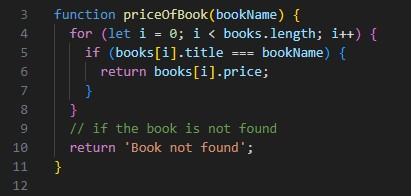 3 function priceOfBook(bookName) {
4   for (let i = 0; i < books.length; i++) {
5     if (books[i].title === bookName) {
6       return books[i].price;
7     }
8   }
9   // if the book is not found
10   return 'Book not found';
11 }
12